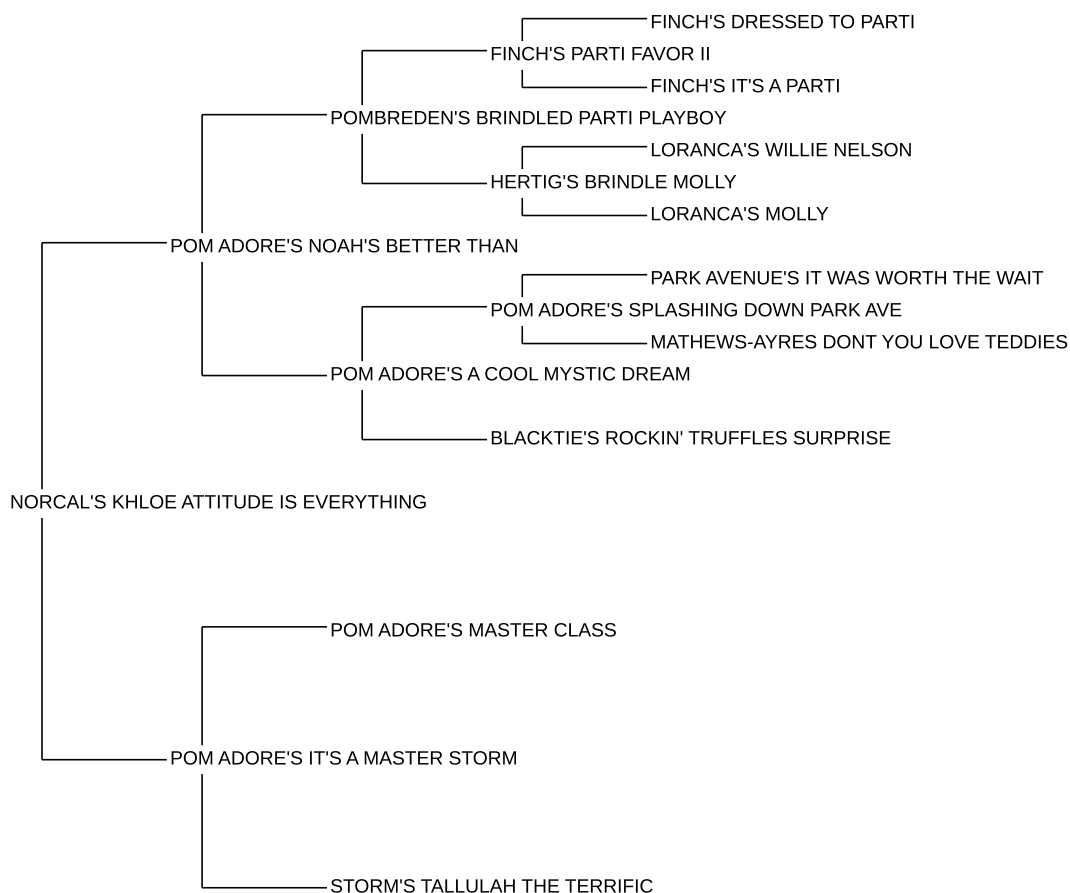 FINCH'S DRESSED TO PARTI
FINCH'S PARTI FAVOR II
FINCH'S IT'S A PARTI
POMBREDEN'S BRINDLED PARTI PLAYBOY
LORANCA'S WILLIE NELSON
HERTIG'S BRINDLE MOLLY
LORANCA'S MOLLY
POM ADORE'S NOAH'S BETTER THAN
PARK AVENUE'S IT WAS WORTH THE WAIT
POM ADORE'S SPLASHING DOWN PARK AVE
MATHEWS-AYRES DONT YOU LOVE TEDDIES
POM ADORE'S A COOL MYSTIC DREAM
BLACKTIE'S ROCKIN' TRUFFLES SURPRISE
NORCAL'S KHLOE ATTITUDE IS EVERYTHING
POM ADORE'S MASTER CLASS
POM ADORE'S IT'S A MASTER STORM
STORM'S TALLULAH THE TERRIFIC